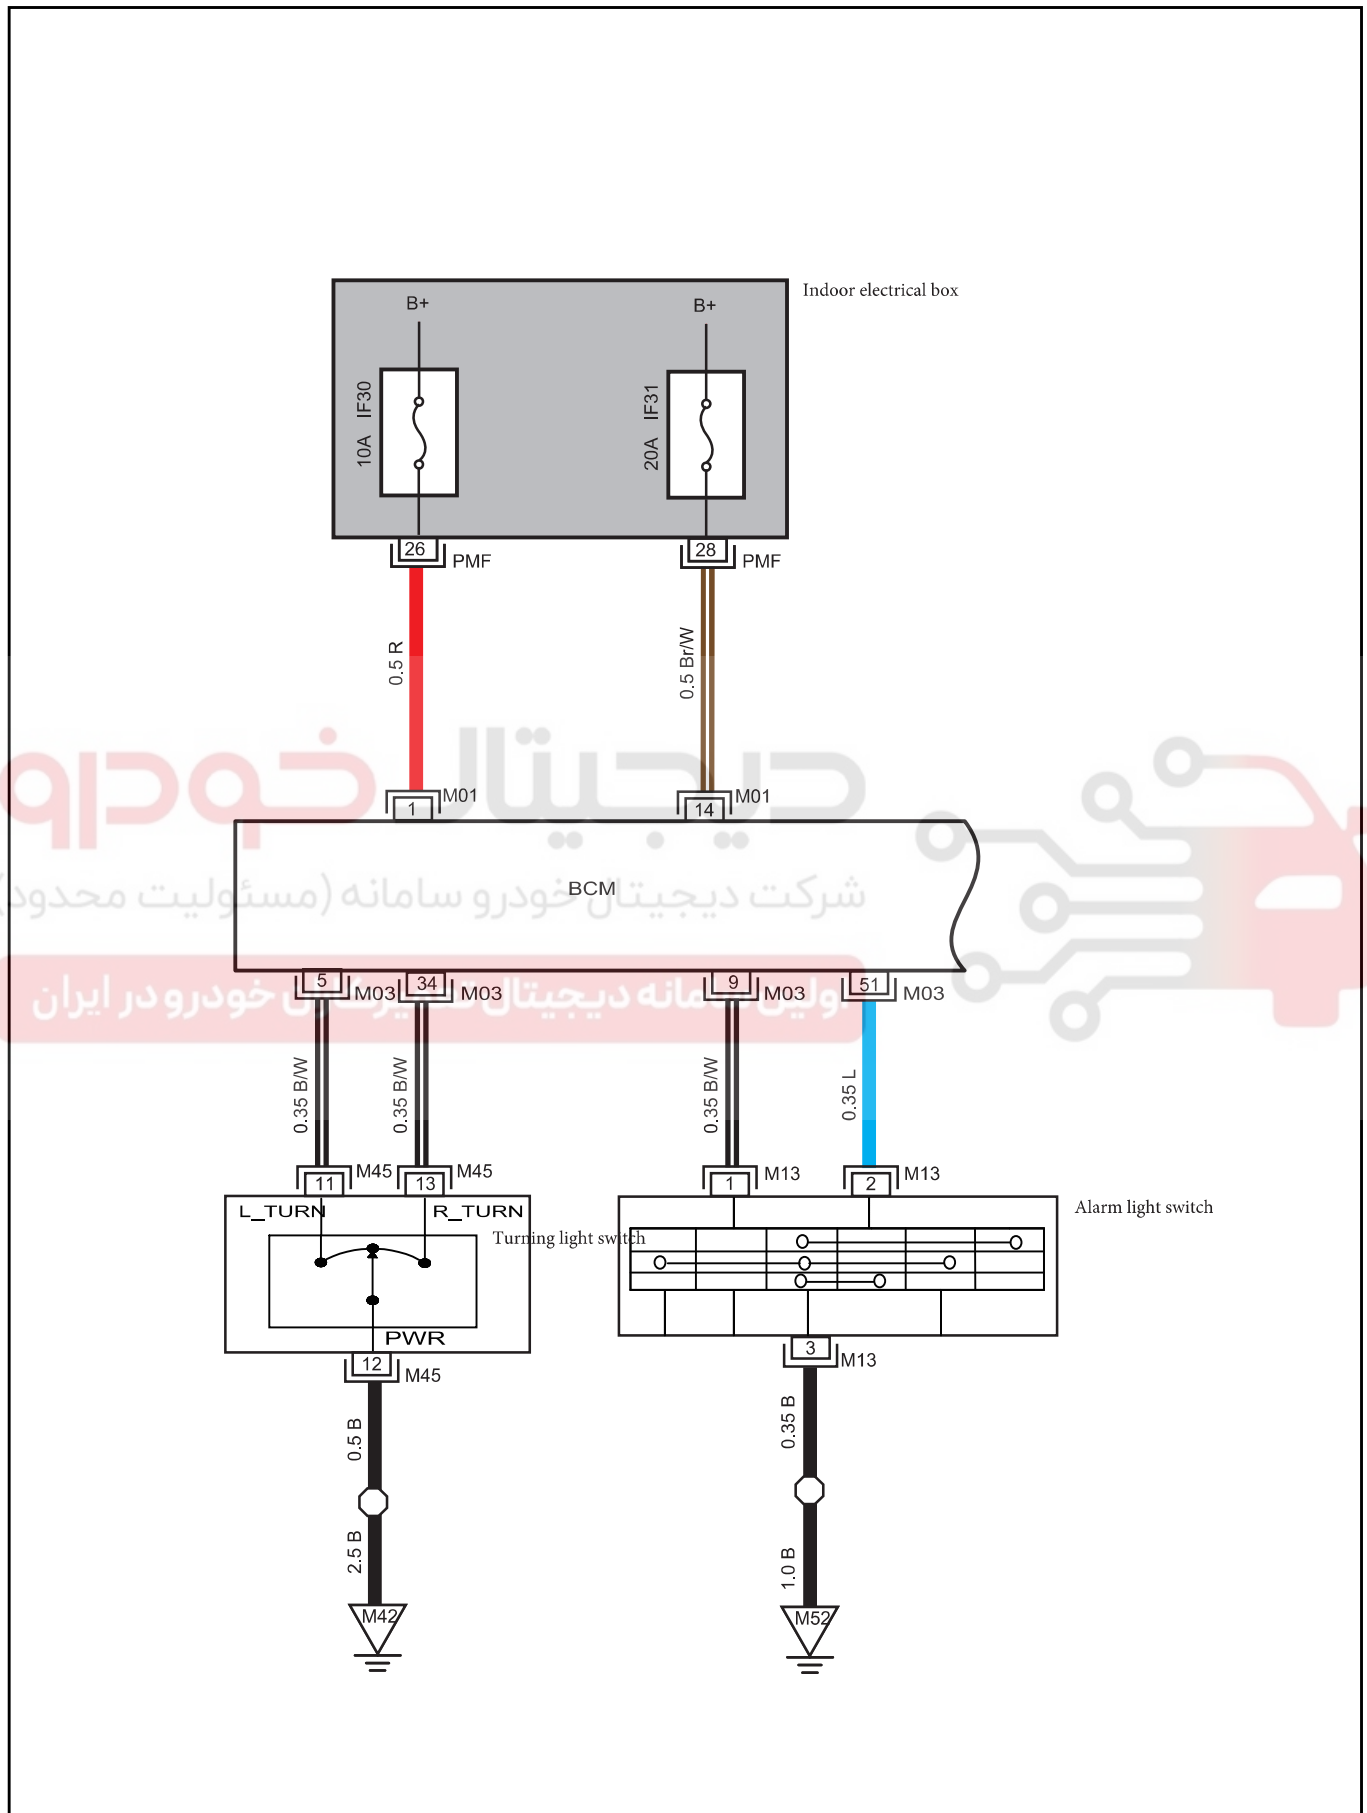 Indoor electrical box
B+ B+
10A IF30
20A IF31
26 PMF
28 PMF
0.5 R
0.5 Br/W
دیجیتال خودرو
1 M01
14 M01
BCM
شرکت دیجیتال خودرو سامانه (مسئولیت محدود)
5 M03
34 M03
9 M03
51 M03
اولین سامانه دیجیتال تعمیرکاران خودرو در ایران
0.35 B/W
0.35 B/W
0.35 B/W
0.35 L
11 M45
13 M45
1 M13
2 M13
L_TURN R_TURN
Turning light switch
Alarm light switch
PWR
12 M45
3 M13
0.5 B
0.35 B
2.5 B
1.0 B
M42
M52